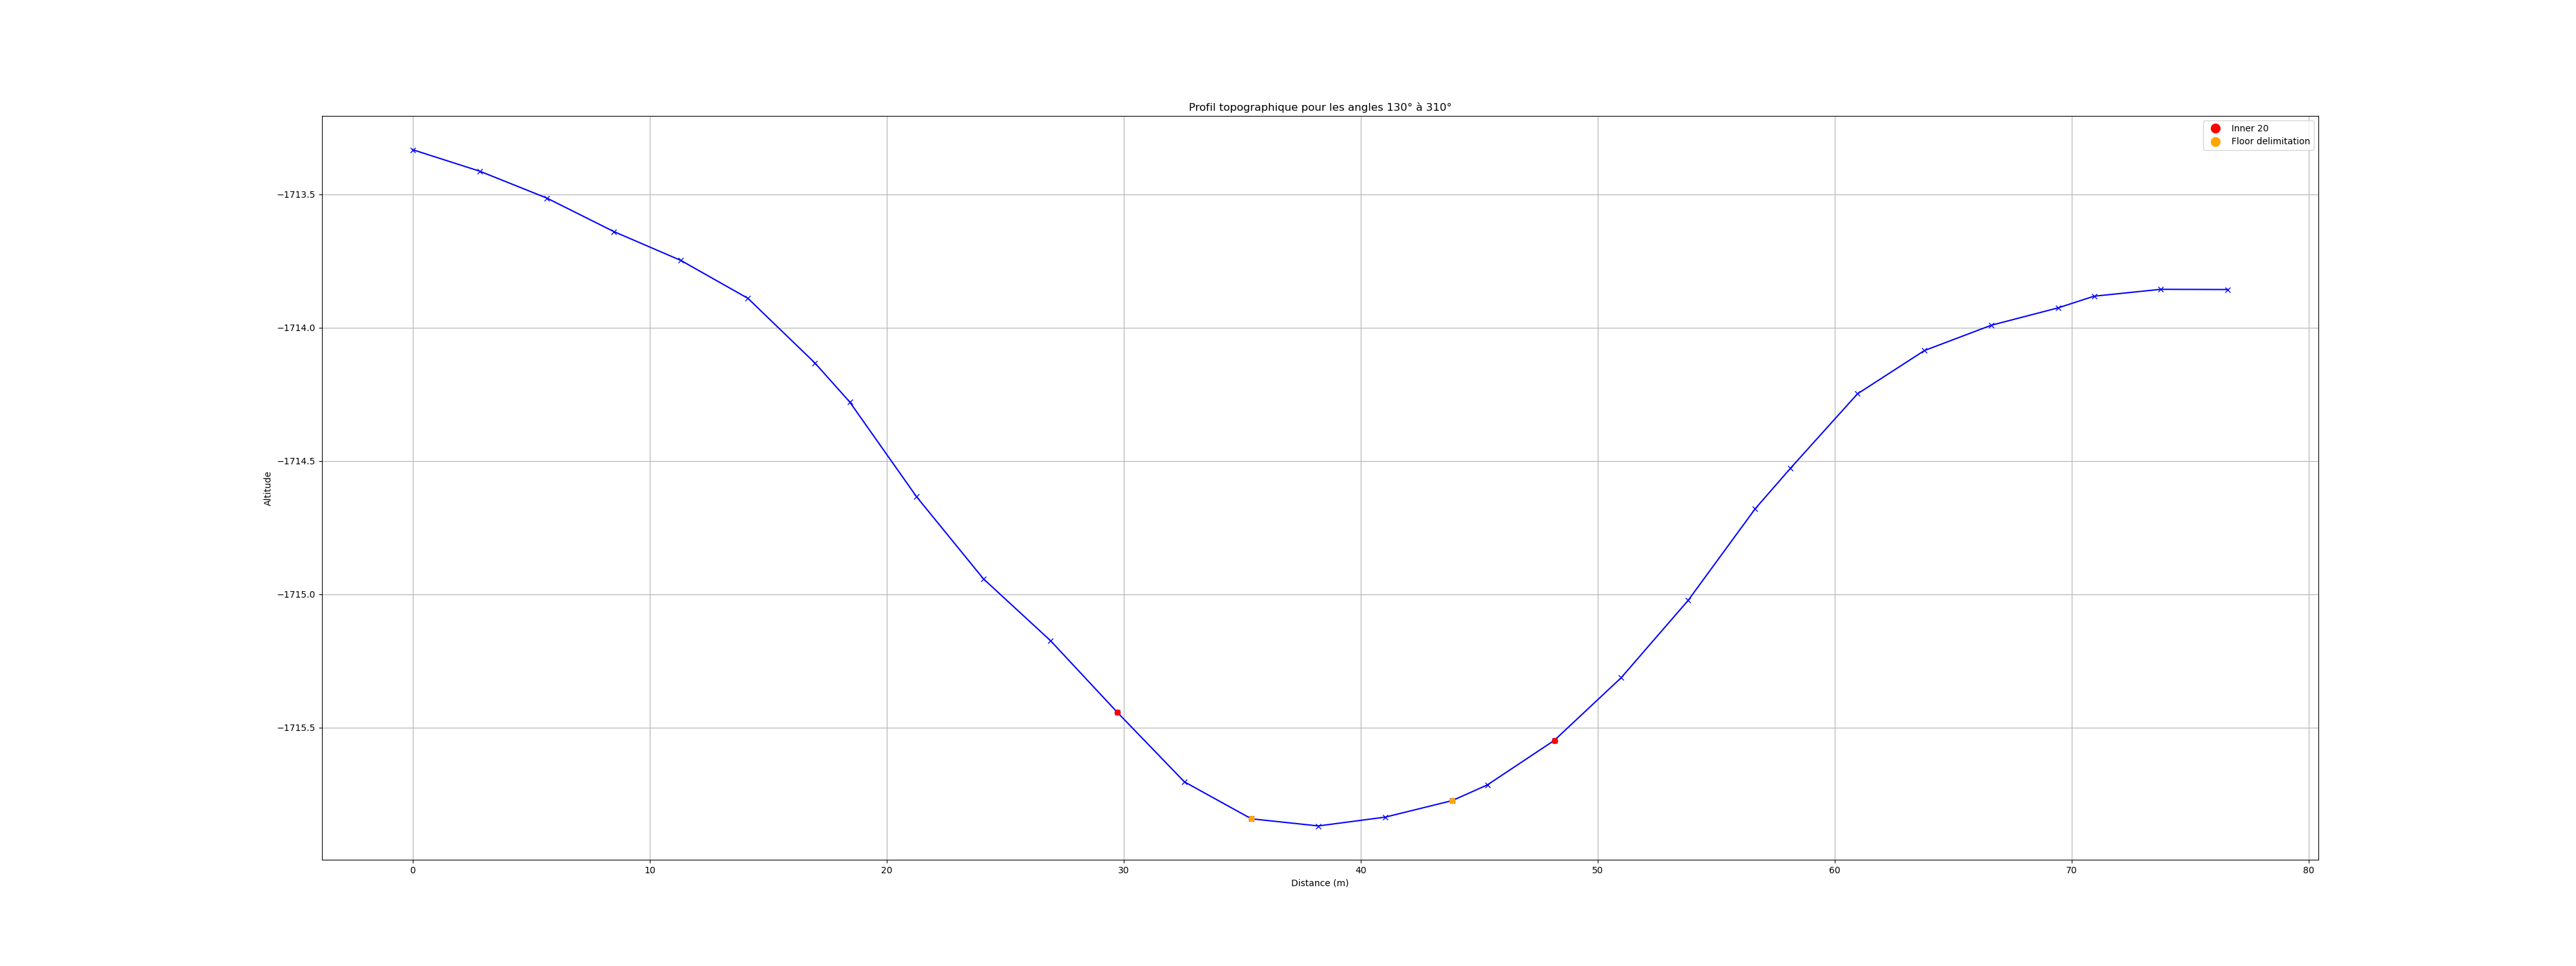 Profil topographique pour les angles 130° à 310°
Inner 20
Floor delimitation
−1713.5
−1714.0
−1714.5
−1715.0
−1715.5
Altitude
0 10 20 30 40 50 60 70 80
Distance (m)